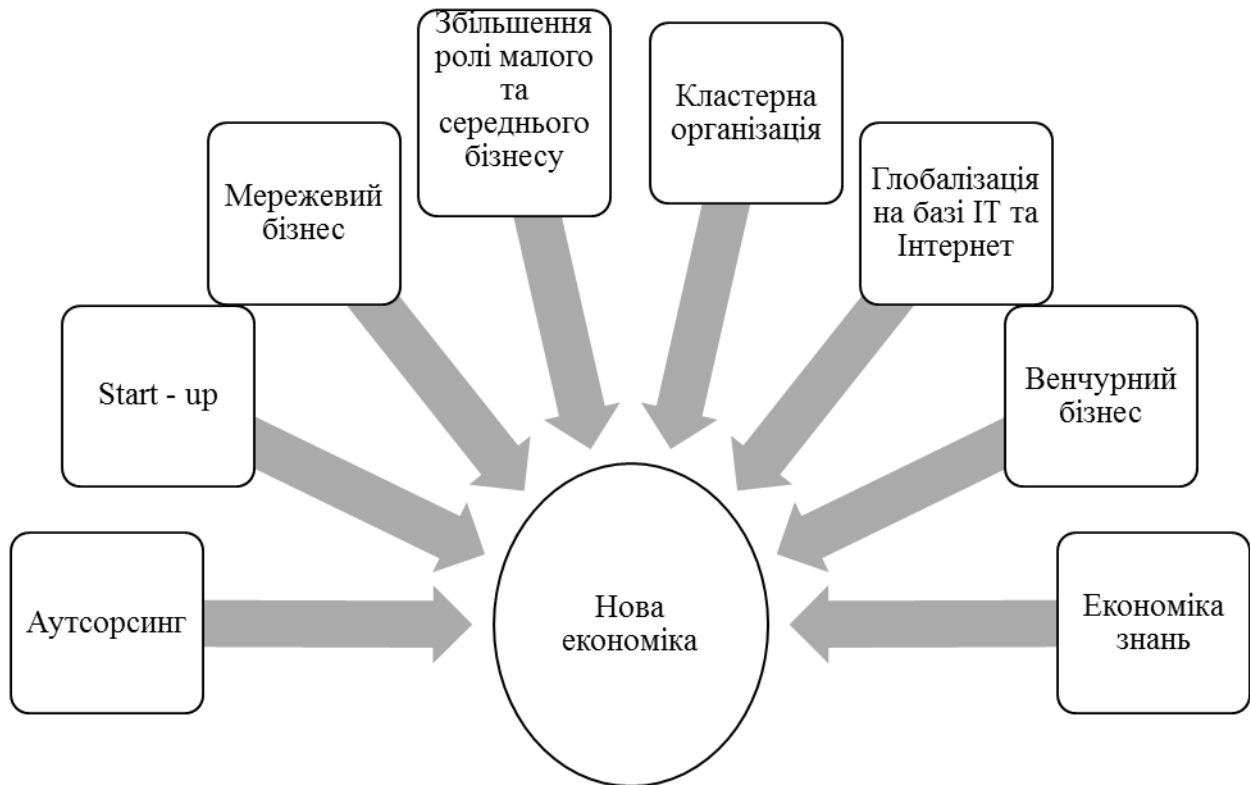 Збільшення
ролі малого
та
середнього
бізнесу
Кластерна
організація
Мережевий
бізнес
Глобалізація
на базі ІТ та
Інтернет
Start - up
Венчурний
бізнес
Аутсорсинг
Нова
економіка
Економіка
знань